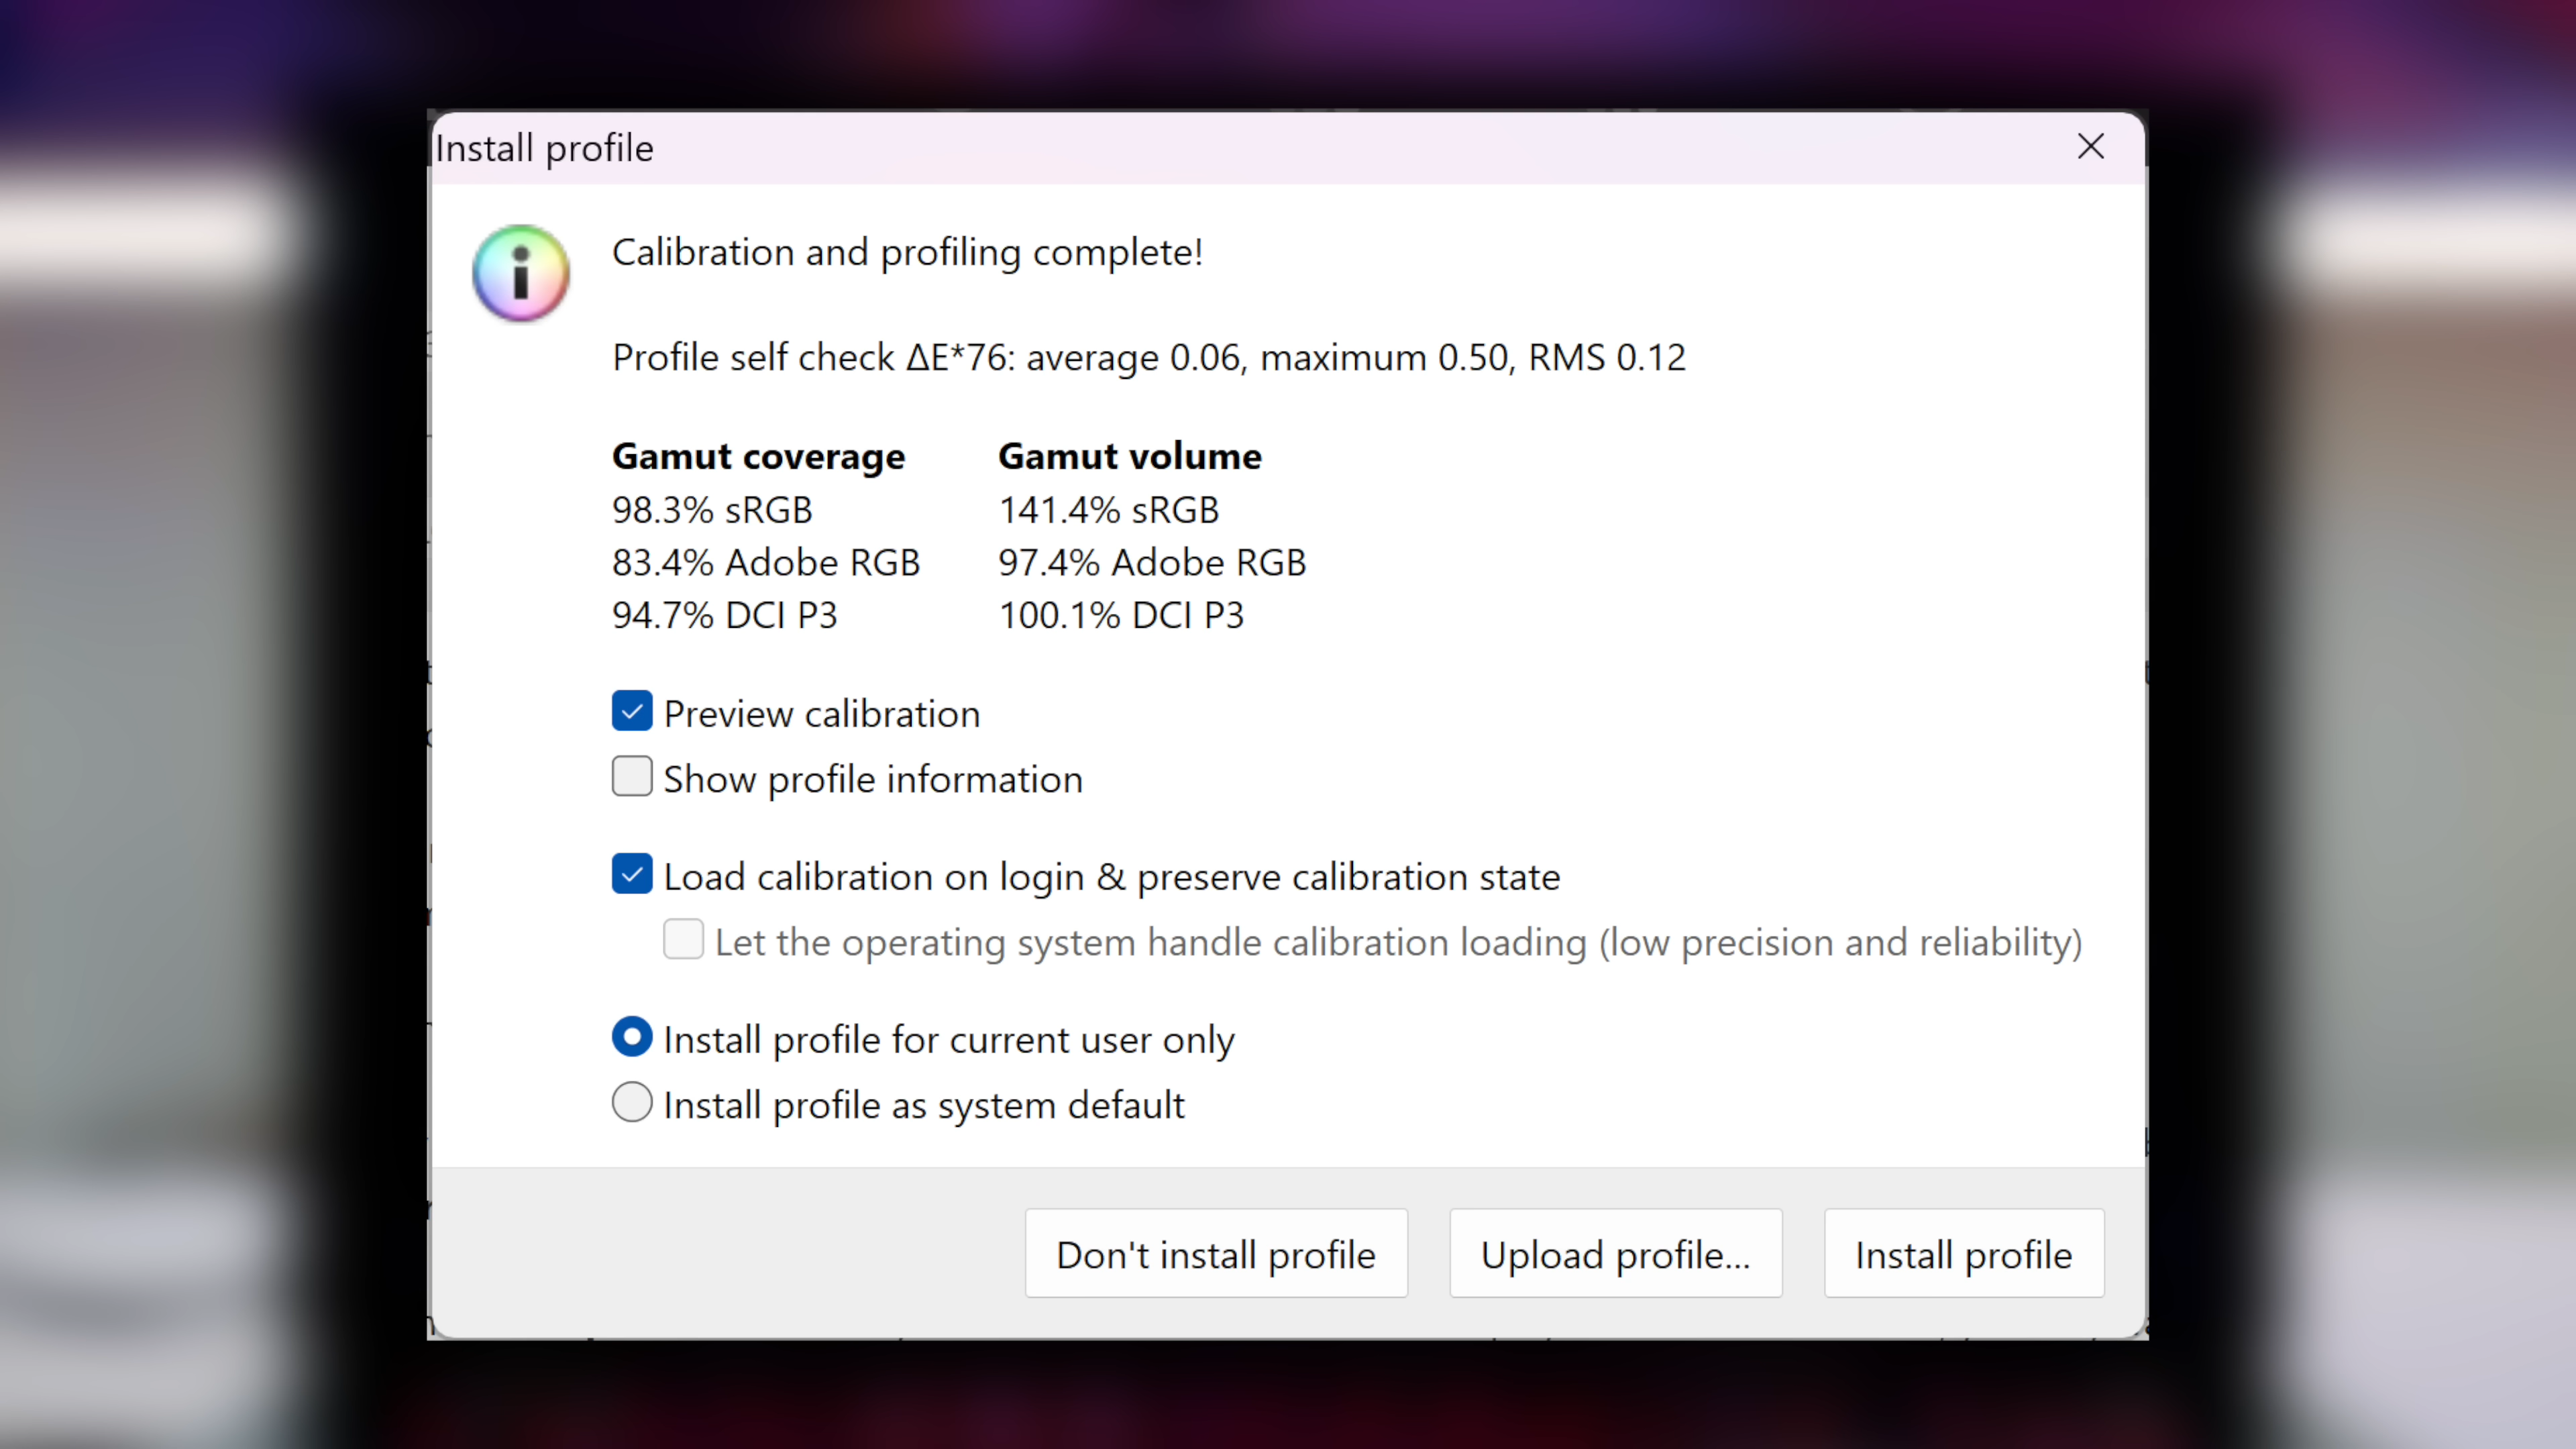 Install profile
Calibration and profiling complete!
Profile self check ΔE*76: average 0.06, maximum 0.50, RMS 0.12
Gamut coverage Gamut volume
98.3% sRGB 141.4% sRGB
83.4% Adobe RGB 97.4% Adobe RGB
94.7% DCI P3 100.1% DCI P3
Preview calibration
Show profile information
Load calibration on login & preserve calibration state
Let the operating system handle calibration loading (low precision and reliability)
Install profile for current user only
Install profile as system default
Don't install profile Upload profile... Install profile